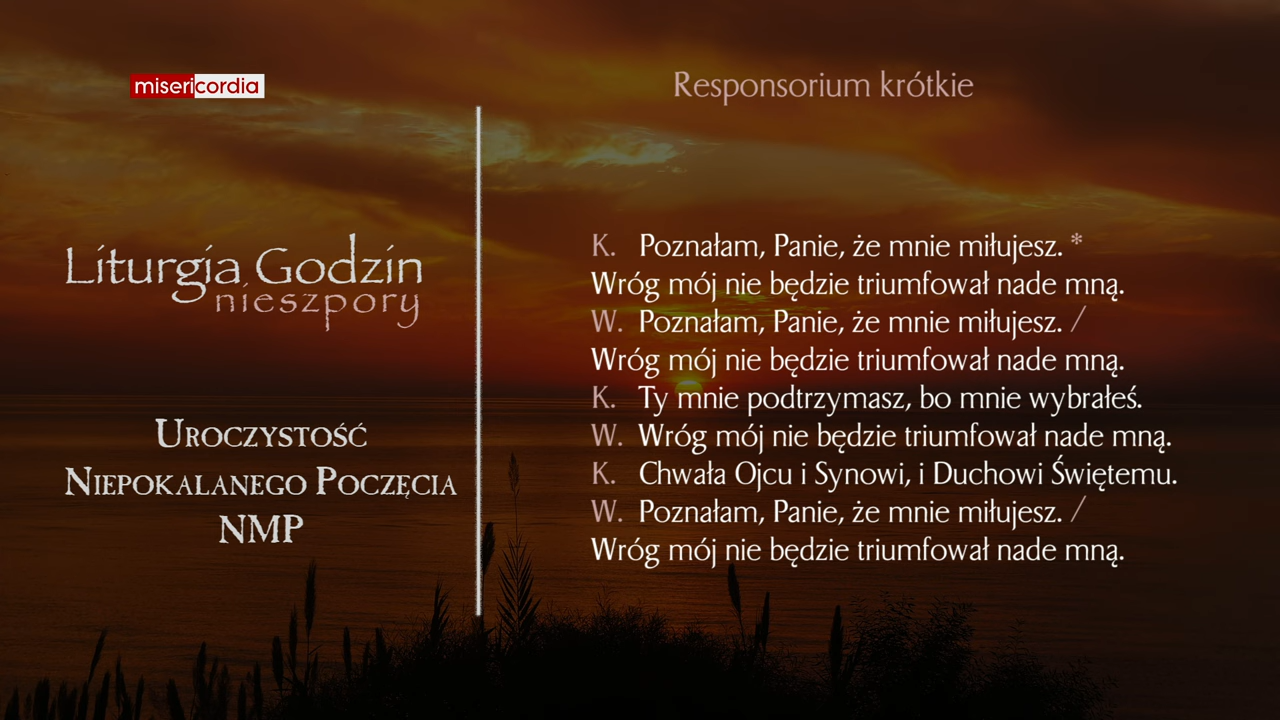 misericordia
Liturgia Godzin
nieszpory
Uroczystość
Niepokalanego Poczęcia
NMP
Responsorium krótkie
K. Poznałam, Panie, że mnie miłujesz. *
Wróg mój nie będzie triumfował nade mną.
W. Poznałam, Panie, że mnie miłujesz. /
Wróg mój nie będzie triumfował nade mną.
K. Ty mnie podtrzymasz, bo mnie wybrałeś.
W. Wróg mój nie będzie triumfował nade mną.
K. Chwała Ojcu i Synowi, i Duchowi Świętemu.
W. Poznałam, Panie, że mnie miłujesz. /
Wróg mój nie będzie triumfował nade mną.